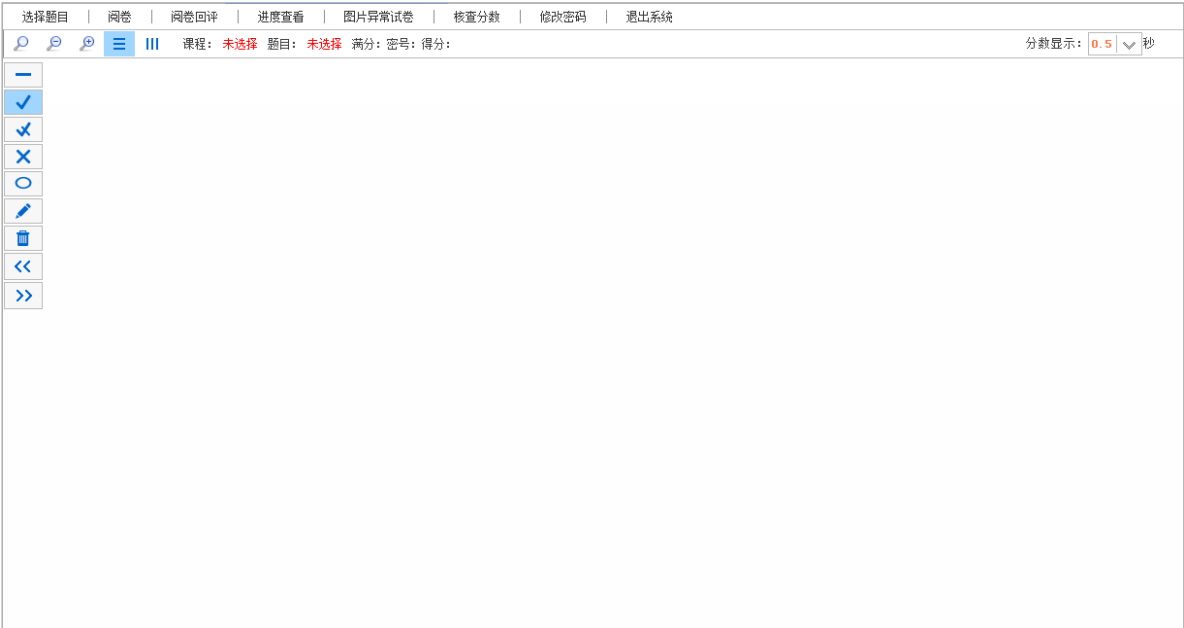 选择题目 | 阅卷 | 阅卷回评 | 进度查看 | 图片异常试卷 | 核查分数 | 修改密码 | 退出系统
课程: 未选择 题目: 未选择 满分: 密号: 得分: 分数显示: 0.5 秒